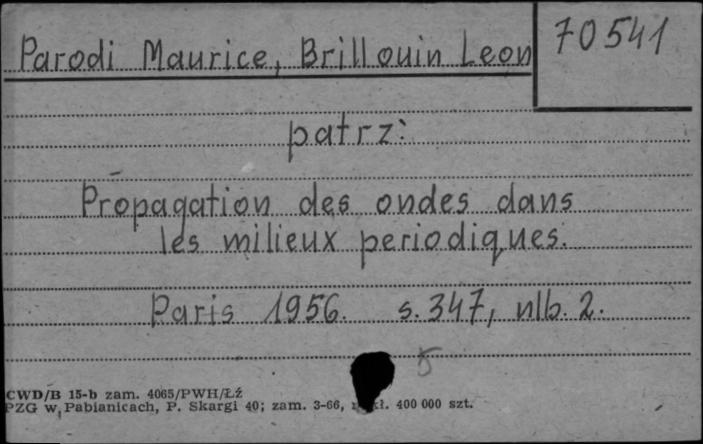 Parodi Maurice, Brillouin Leon
70541
patrz:
Propagation des ondes dans
les milieux periodiques.
Paris 1956. s. 347, nlb. 2.
5
CWD/B 15-b zam. 4065/PWH/Łź
PZG w Pabianicach, P. Skargi 40; zam. 3-66, 400 000 szt.